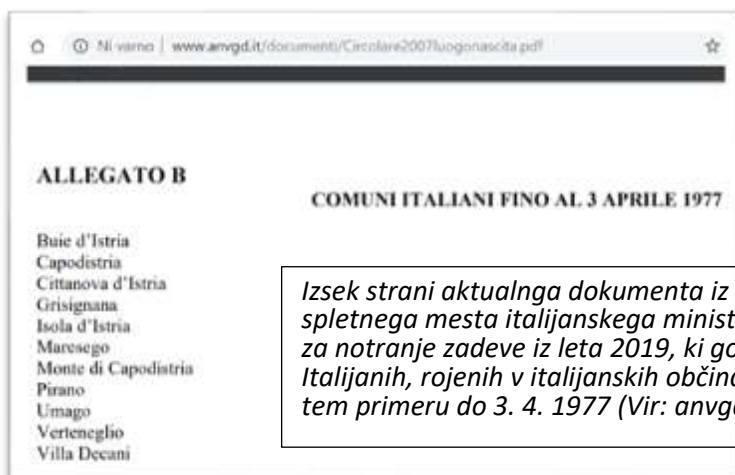 Ni varno | www.anvgd.it/documenti/Circolare2007luogonascita.pdf
ALLEGATO B
COMUNI ITALIANI FINO AL 3 APRILE 1977
Buie d'Istria
Capodistria
Cittanova d'Istria
Grisignana
Isola d'Istria
Maresego
Monte di Capodistria
Pirano
Umago
Verteneglio
Villa Decani
Izsek strani aktualnga dokumenta iz
spletnega mesta italijanskega minist
za notranje zadeve iz leta 2019, ki go
Italijanih, rojenih v italijanskih občina
tem primeru do 3. 4. 1977 (Vir: anvg